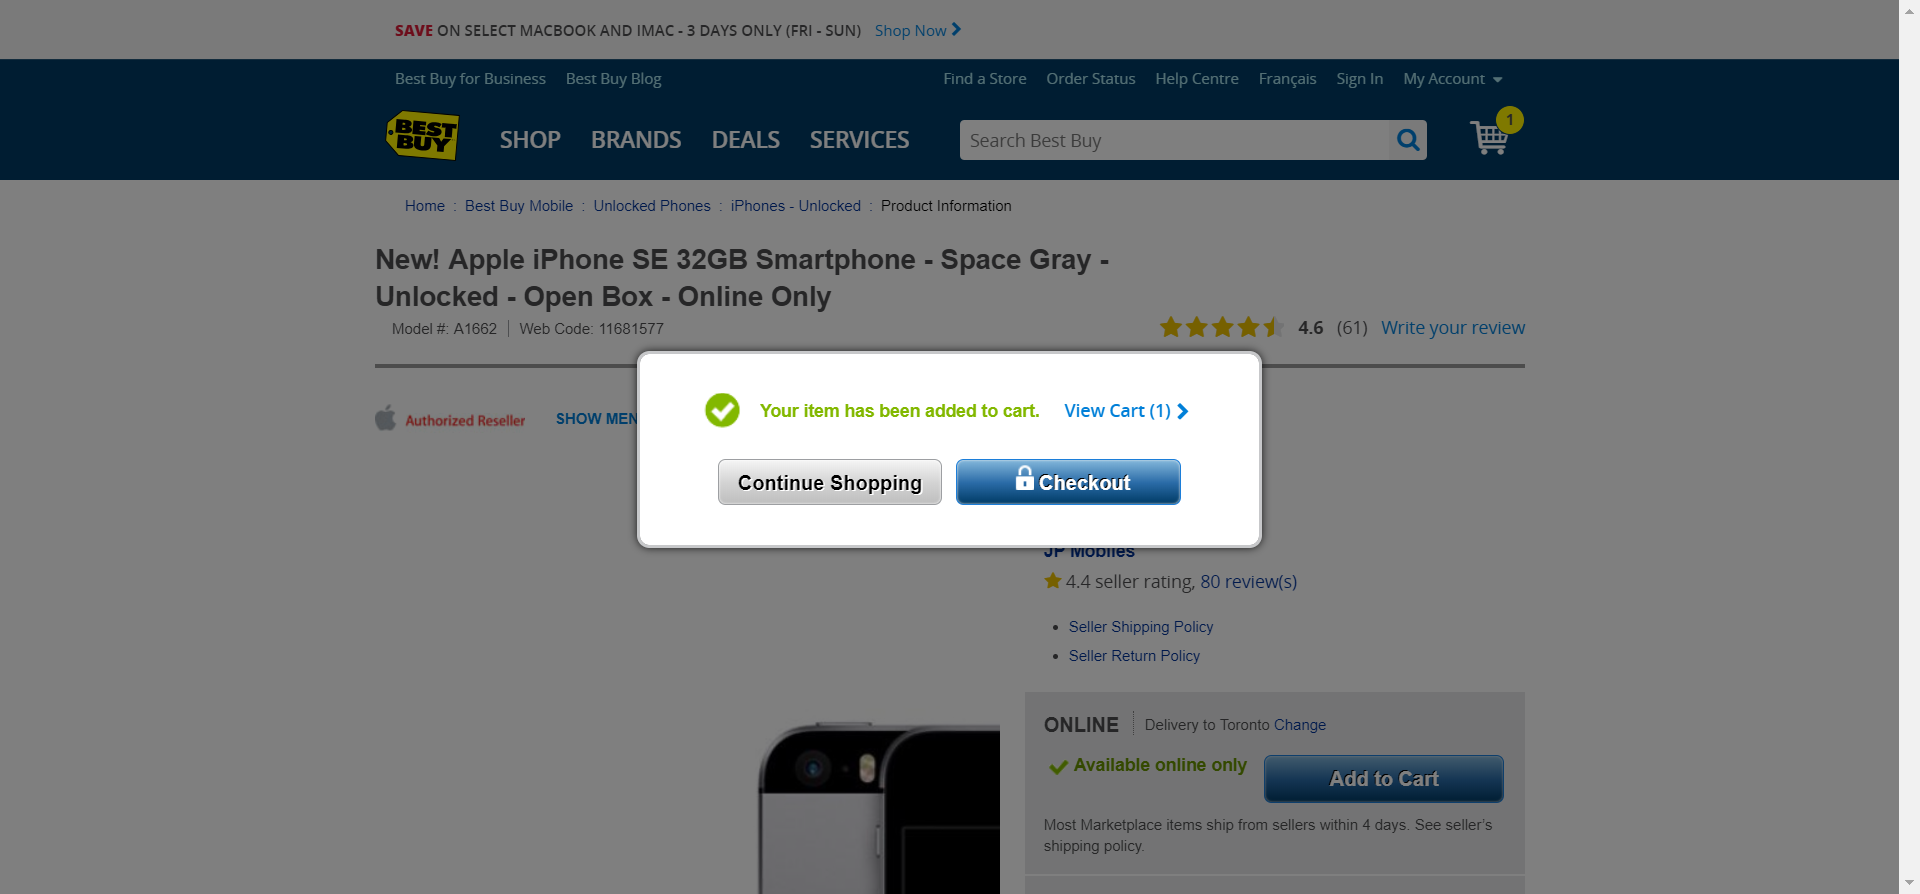 SAVE ON SELECT MACBOOK AND IMAC - 3 DAYS ONLY (FRI - SUN) Shop Now
Best Buy for Business Best Buy Blog Find a Store Order Status Help Centre Français Sign In My Account
BEST BUY SHOP BRANDS DEALS SERVICES Search Best Buy 1
Home : Best Buy Mobile : Unlocked Phones : iPhones - Unlocked : Product Information
New! Apple iPhone SE 32GB Smartphone - Space Gray -
Unlocked - Open Box - Online Only
Model #: A1662 Web Code: 11681577 4.6 (61) Write your review
Authorized Reseller SHOW MEN
Your item has been added to cart. View Cart (1)
Continue Shopping Checkout
JP Mobiles
4.4 seller rating, 80 review(s)
• Seller Shipping Policy
• Seller Return Policy
ONLINE Delivery to Toronto Change
Available online only Add to Cart
Most Marketplace items ship from sellers within 4 days. See seller's
shipping policy.